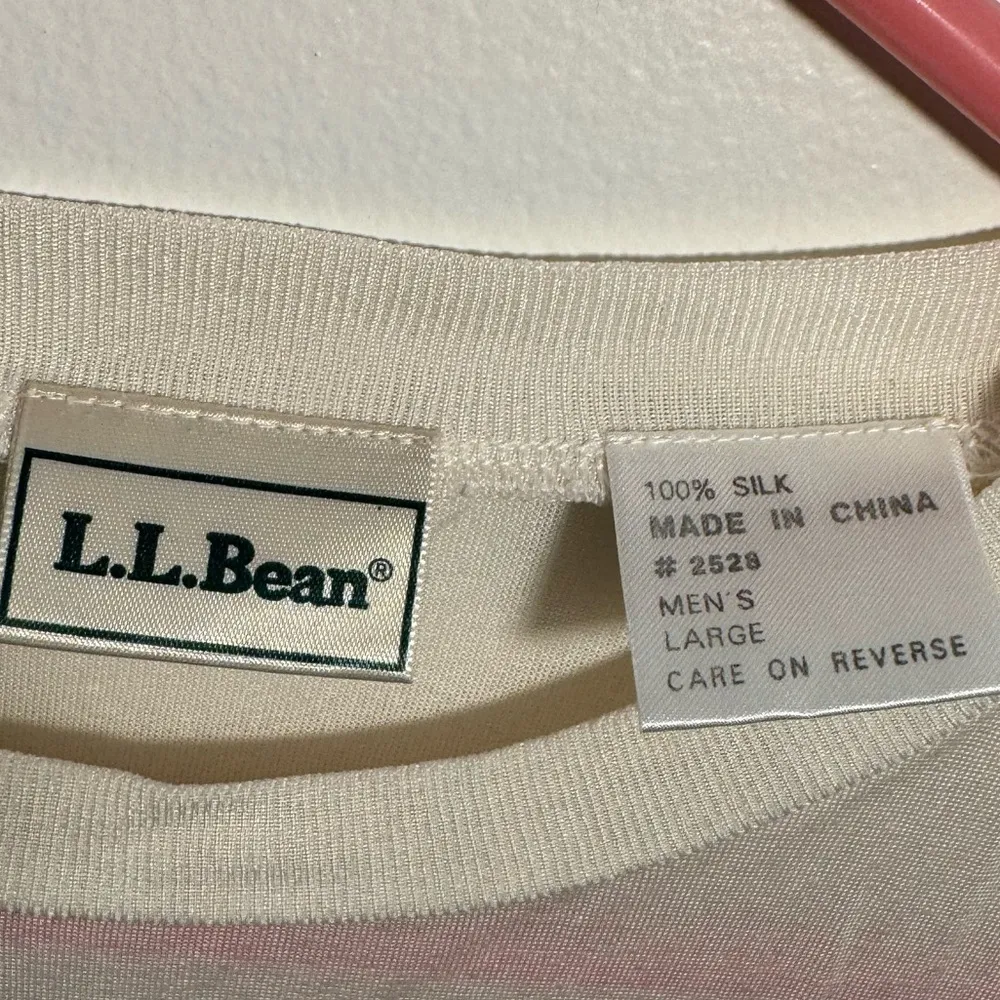 L.L.Bean®
100% SILK
MADE IN CHINA
# 2528
MEN'S
LARGE
CARE ON REVERSE